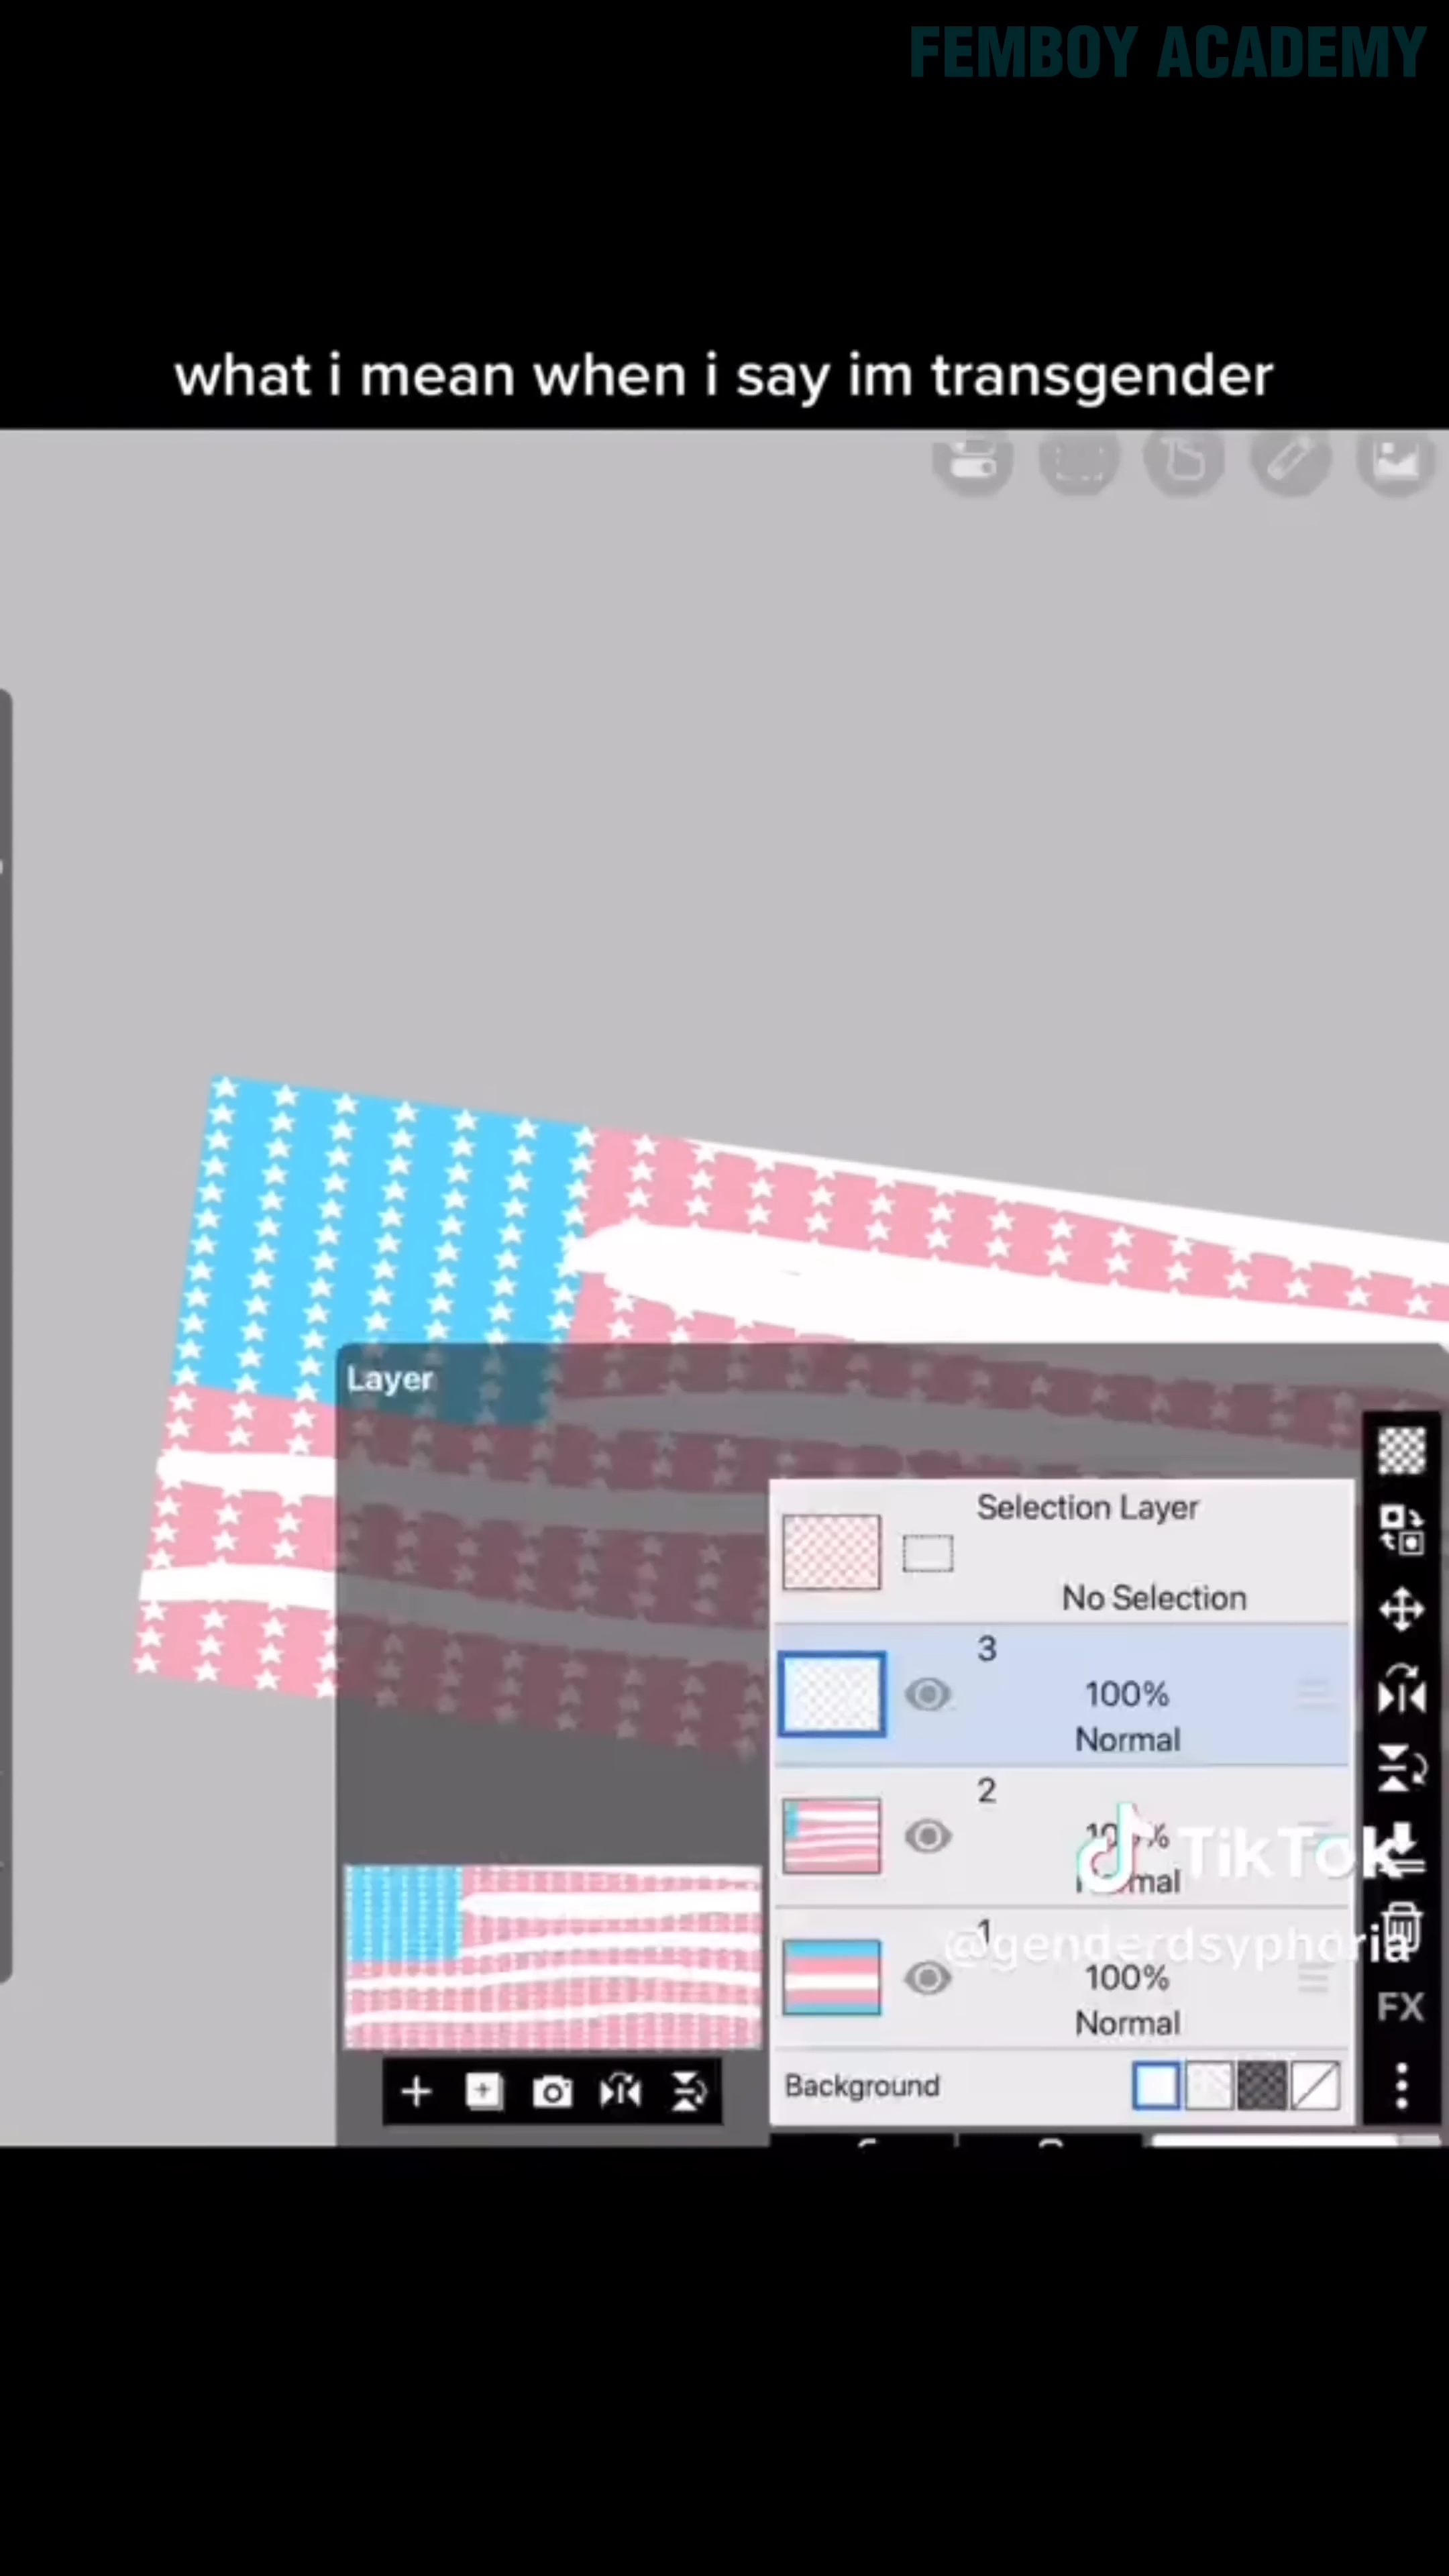 FEMBOY ACADEMY
what i mean when i say im transgender
Layer
Selection Layer
No Selection
3
100%
Normal
2
TikTok
1
@genderdsyphoria
100%
Normal
FX
Background